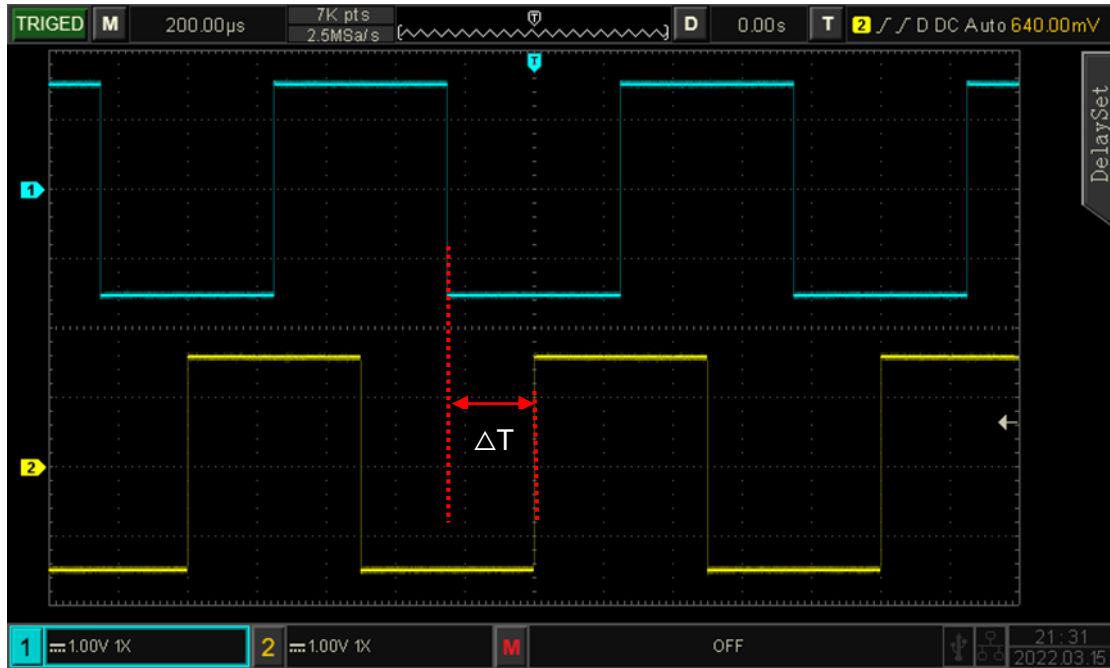 TRIGED M 200.00μs 7K pts D 0.00s T 2 D DC Auto 640.00mV
2.5MSa/s
T
T
DelaySet
1
△T
2
1 1.00V 1X 2 1.00V 1X M OFF 21:31
2022.03.15